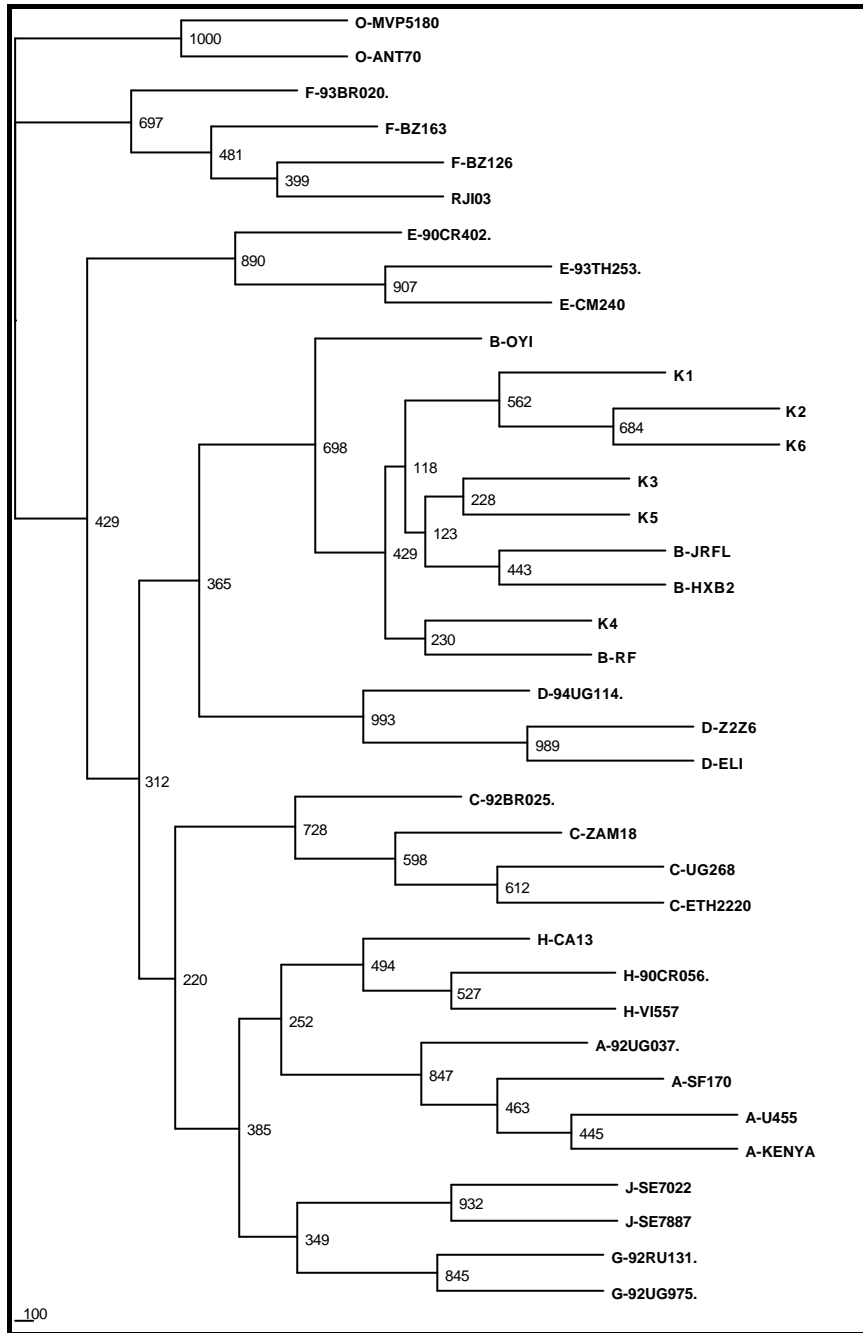 O-MVP5180
1000
O-ANT70
F-93BR020.
697
F-BZ163
481
F-BZ126
399
RJI03
E-90CR402.
890
E-93TH253.
907
E-CM240
B-OYI
K1
562
K2
684
K6
698
118
K3
228
K5
123
429
429
B-JRFL
443
B-HXB2
365
K4
230
B-RF
D-94UG114.
993
D-Z2Z6
989
D-ELI
312
C-92BR025.
728
C-ZAM18
598
C-UG268
612
C-ETH2220
H-CA13
494
220
H-90CR056.
527
H-VI557
252
A-92UG037.
847
A-SF170
463
A-U455
445
385
A-KENYA
J-SE7022
932
J-SE7887
349
G-92RU131.
845
G-92UG975.
100